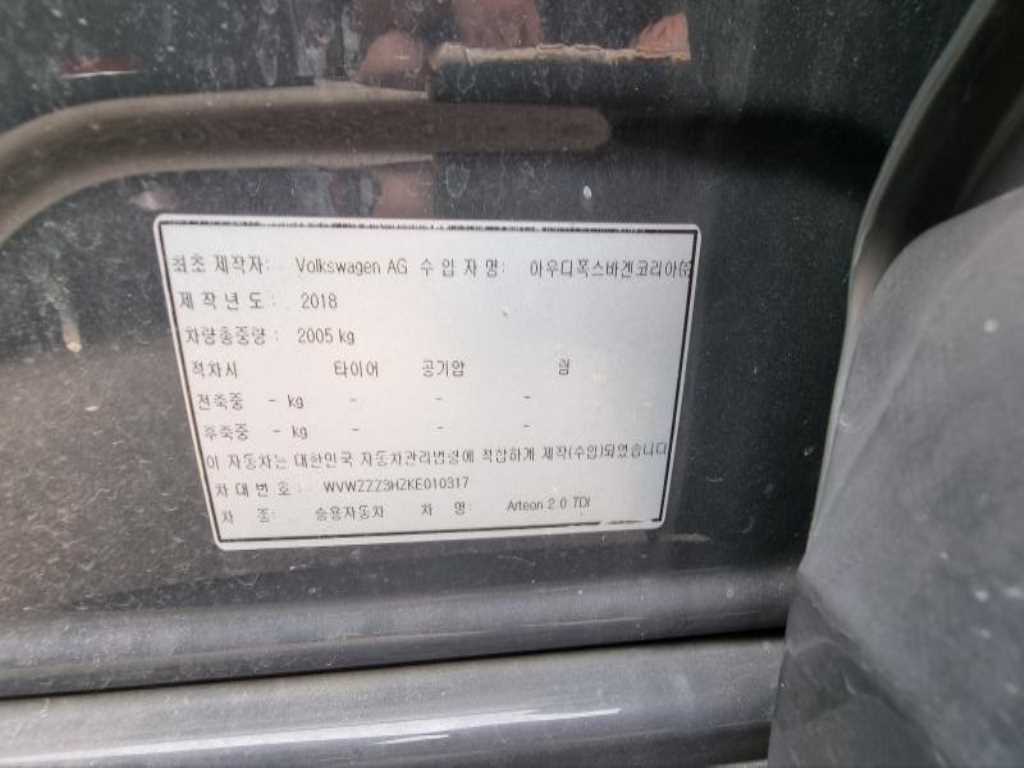 최초 제작자: Volkswagen AG 수 입 자 명: 아우디폭스바겐코리아(주
제 작 년 도 : 2018
차량총중량 : 2005 kg
적차시 타이어 공기압 림
전축중 - kg - - -
후축중 - kg - - -
이 자동차는 대한민국 자동차관리법령에 적합하게 제작(수입)되었습니다
차 대 번 호 : WVWZZZ3HZKE010317
차 종: 승용자동차 차 명: Arteon 2.0 TDI